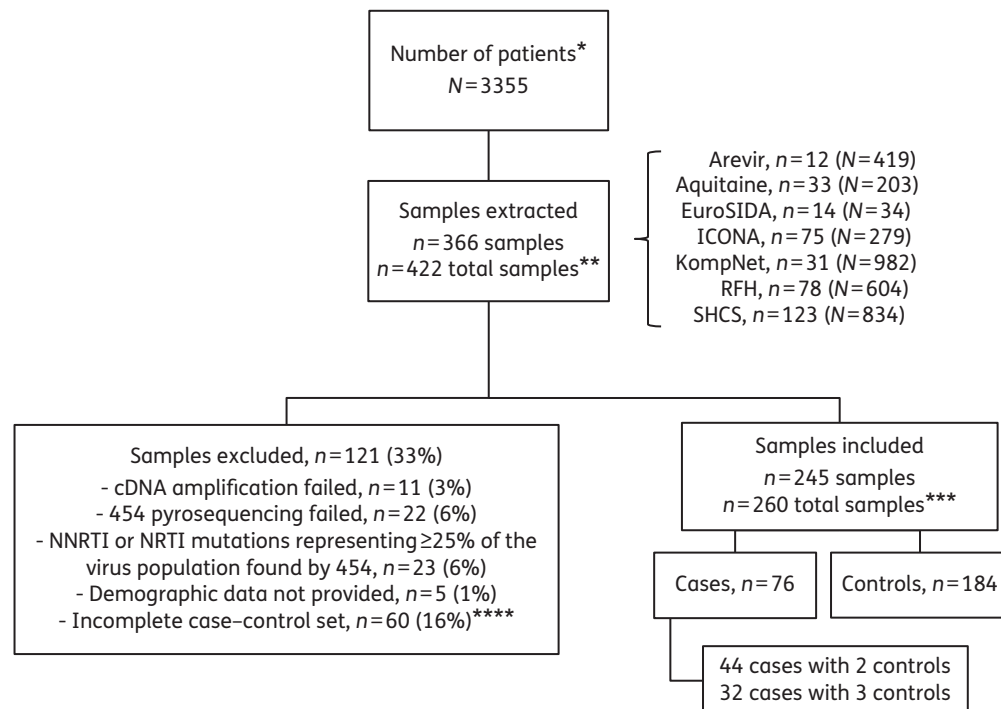 Number of patients*
N=3355
Samples extracted
n=366 samples
n=422 total samples**
Arevir, n=12 (N=419)
Aquitaine, n=33 (N=203)
EuroSIDA, n=14 (N=34)
ICONA, n=75 (N=279)
KompNet, n=31 (N=982)
RFH, n=78 (N=604)
SHCS, n=123 (N=834)
Samples excluded, n=121 (33%)
- cDNA amplification failed, n=11 (3%)
- 454 pyrosequencing failed, n=22 (6%)
- NNRTI or NRTI mutations representing ≥25% of the
virus population found by 454, n=23 (6%)
- Demographic data not provided, n=5 (1%)
- Incomplete case–control set, n=60 (16%)****
Samples included
n=245 samples
n=260 total samples***
Cases, n=76
Controls, n=184
44 cases with 2 controls
32 cases with 3 controls